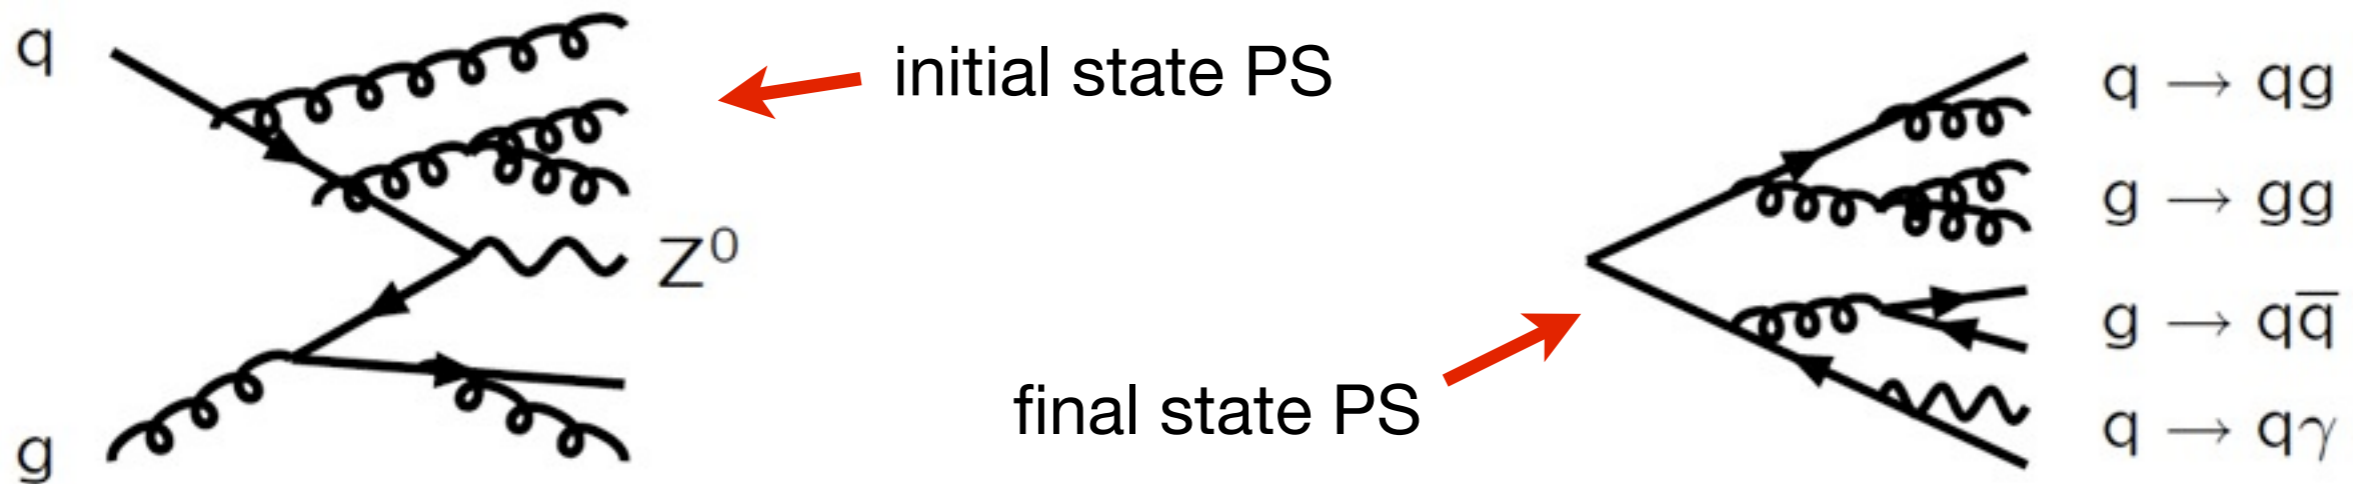 q
initial state PS
Z⁰
g
final state PS
q → qg
g → gg
g → qq̅
q → qγ